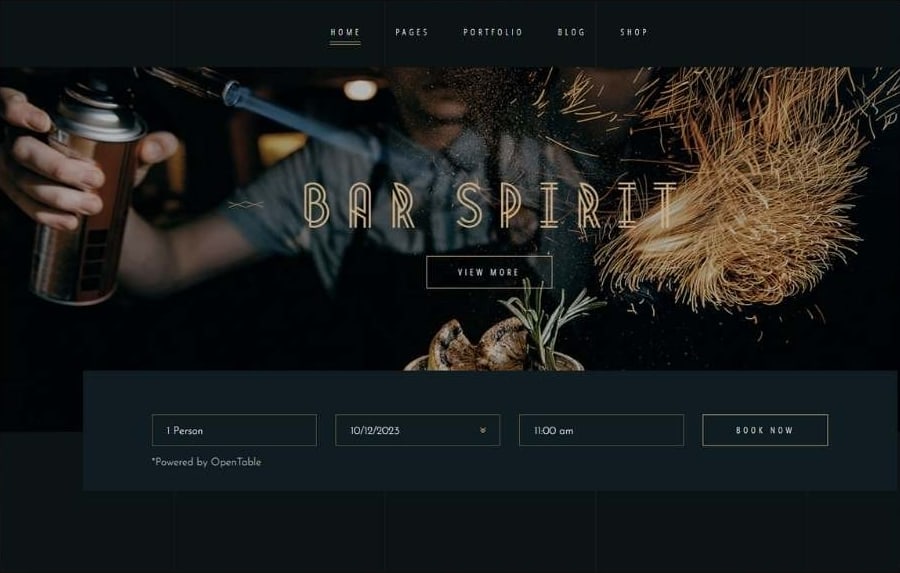 HOME PAGES PORTFOLIO BLOG SHOP
BAR SPIRIT
VIEW MORE
1 Person 10/12/2023 11:00 am BOOK NOW
*Powered by OpenTable